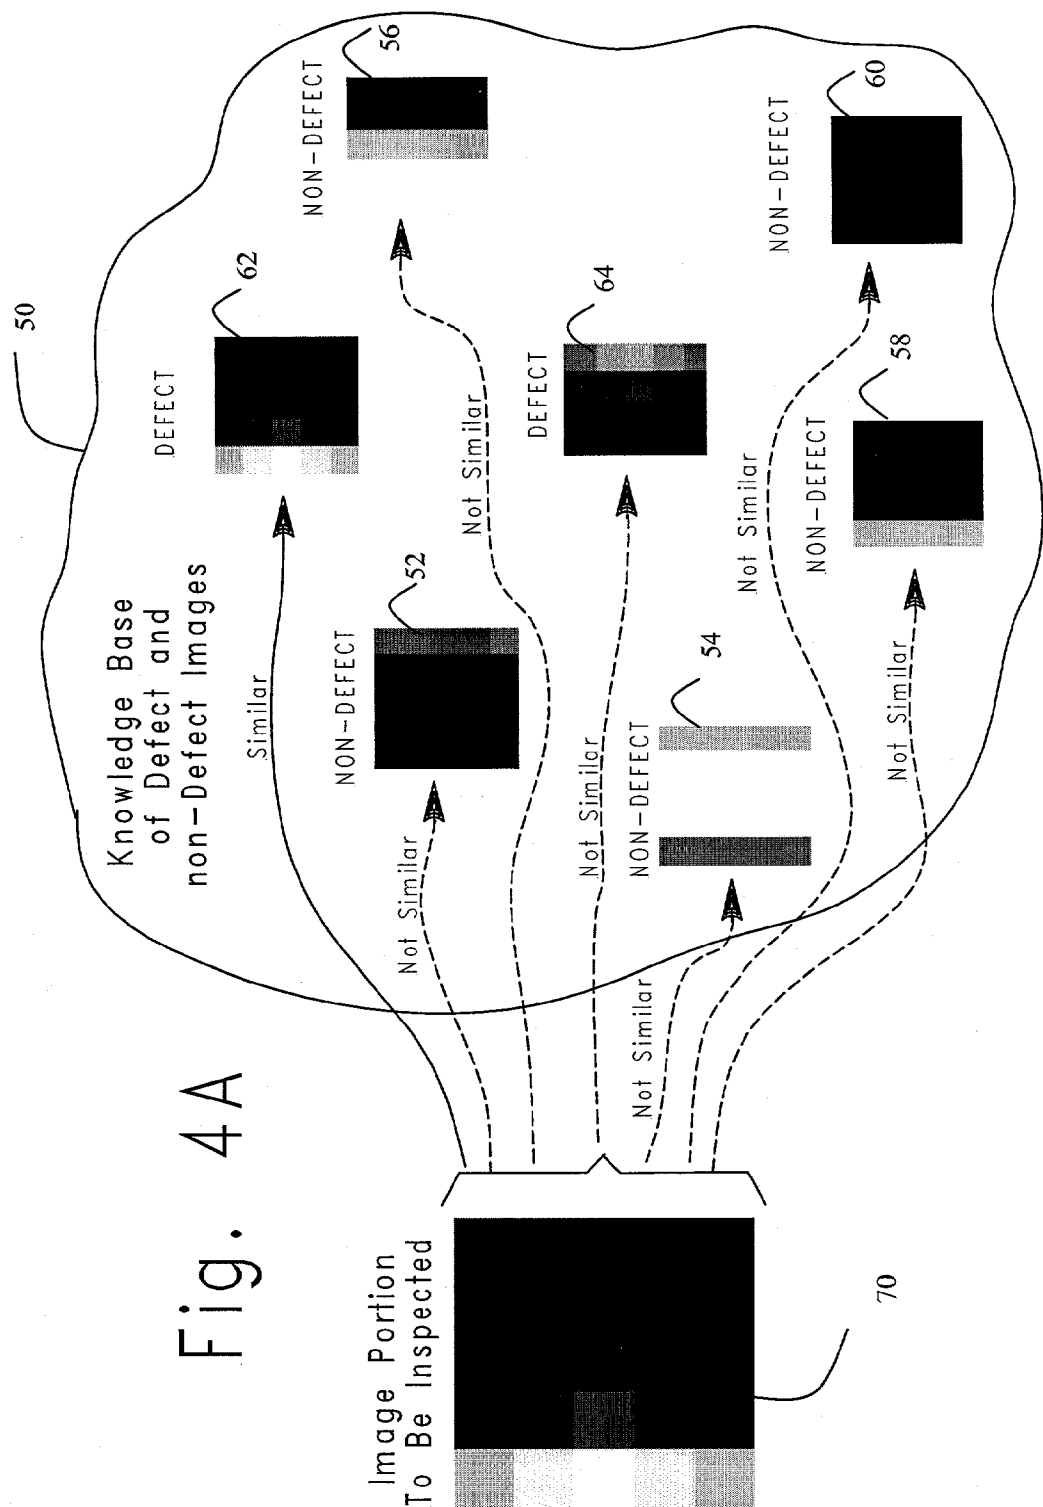 Fig. 4A
Image Portion
To Be Inspected
70
Knowledge Base
of Defect and
non-Defect Images
50
Similar
DEFECT
62
NON-DEFECT
56
Not Similar
NON-DEFECT
52
Not Similar
Not Similar
DEFECT
64
Not Similar
NON-DEFECT
54
Not Similar
NON-DEFECT
60
Not Similar
NON-DEFECT
58